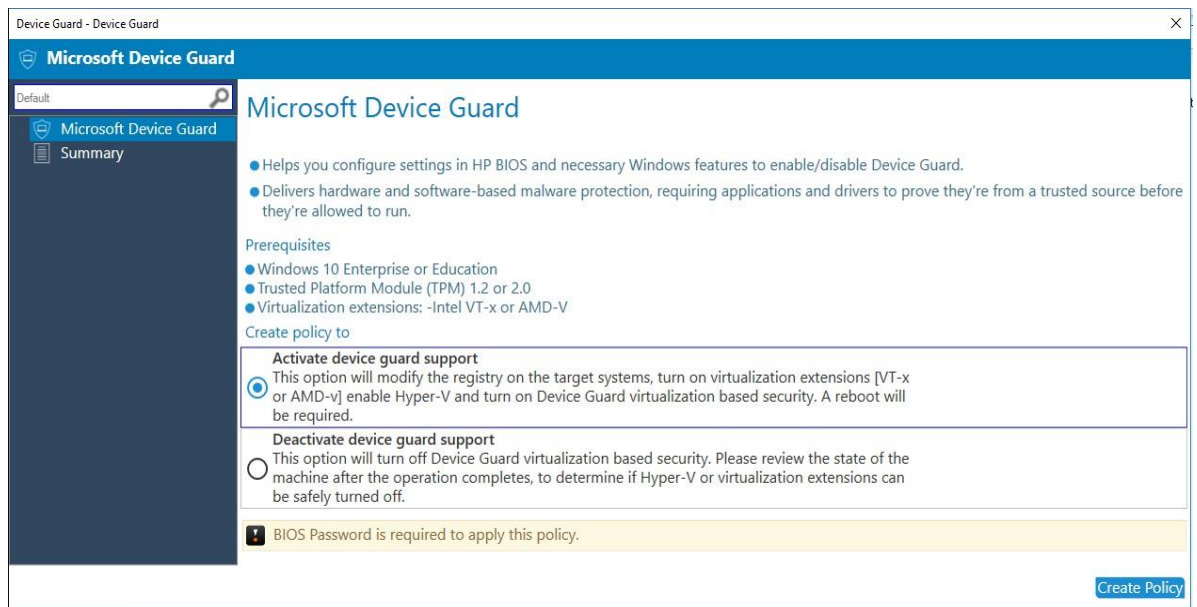 Device Guard - Device Guard
Microsoft Device Guard
Default
Microsoft Device Guard
Summary
Microsoft Device Guard
Helps you configure settings in HP BIOS and necessary Windows features to enable/disable Device Guard.
Delivers hardware and software-based malware protection, requiring applications and drivers to prove they're from a trusted source before
they're allowed to run.
Prerequisites
Windows 10 Enterprise or Education
Trusted Platform Module (TPM) 1.2 or 2.0
Virtualization extensions: -Intel VT-x or AMD-V
Create policy to
Activate device guard support
This option will modify the registry on the target systems, turn on virtualization extensions [VT-x
or AMD-v] enable Hyper-V and turn on Device Guard virtualization based security. A reboot will
be required.
Deactivate device guard support
This option will turn off Device Guard virtualization based security. Please review the state of the
machine after the operation completes, to determine if Hyper-V or virtualization extensions can
be safely turned off.
BIOS Password is required to apply this policy.
Create Policy